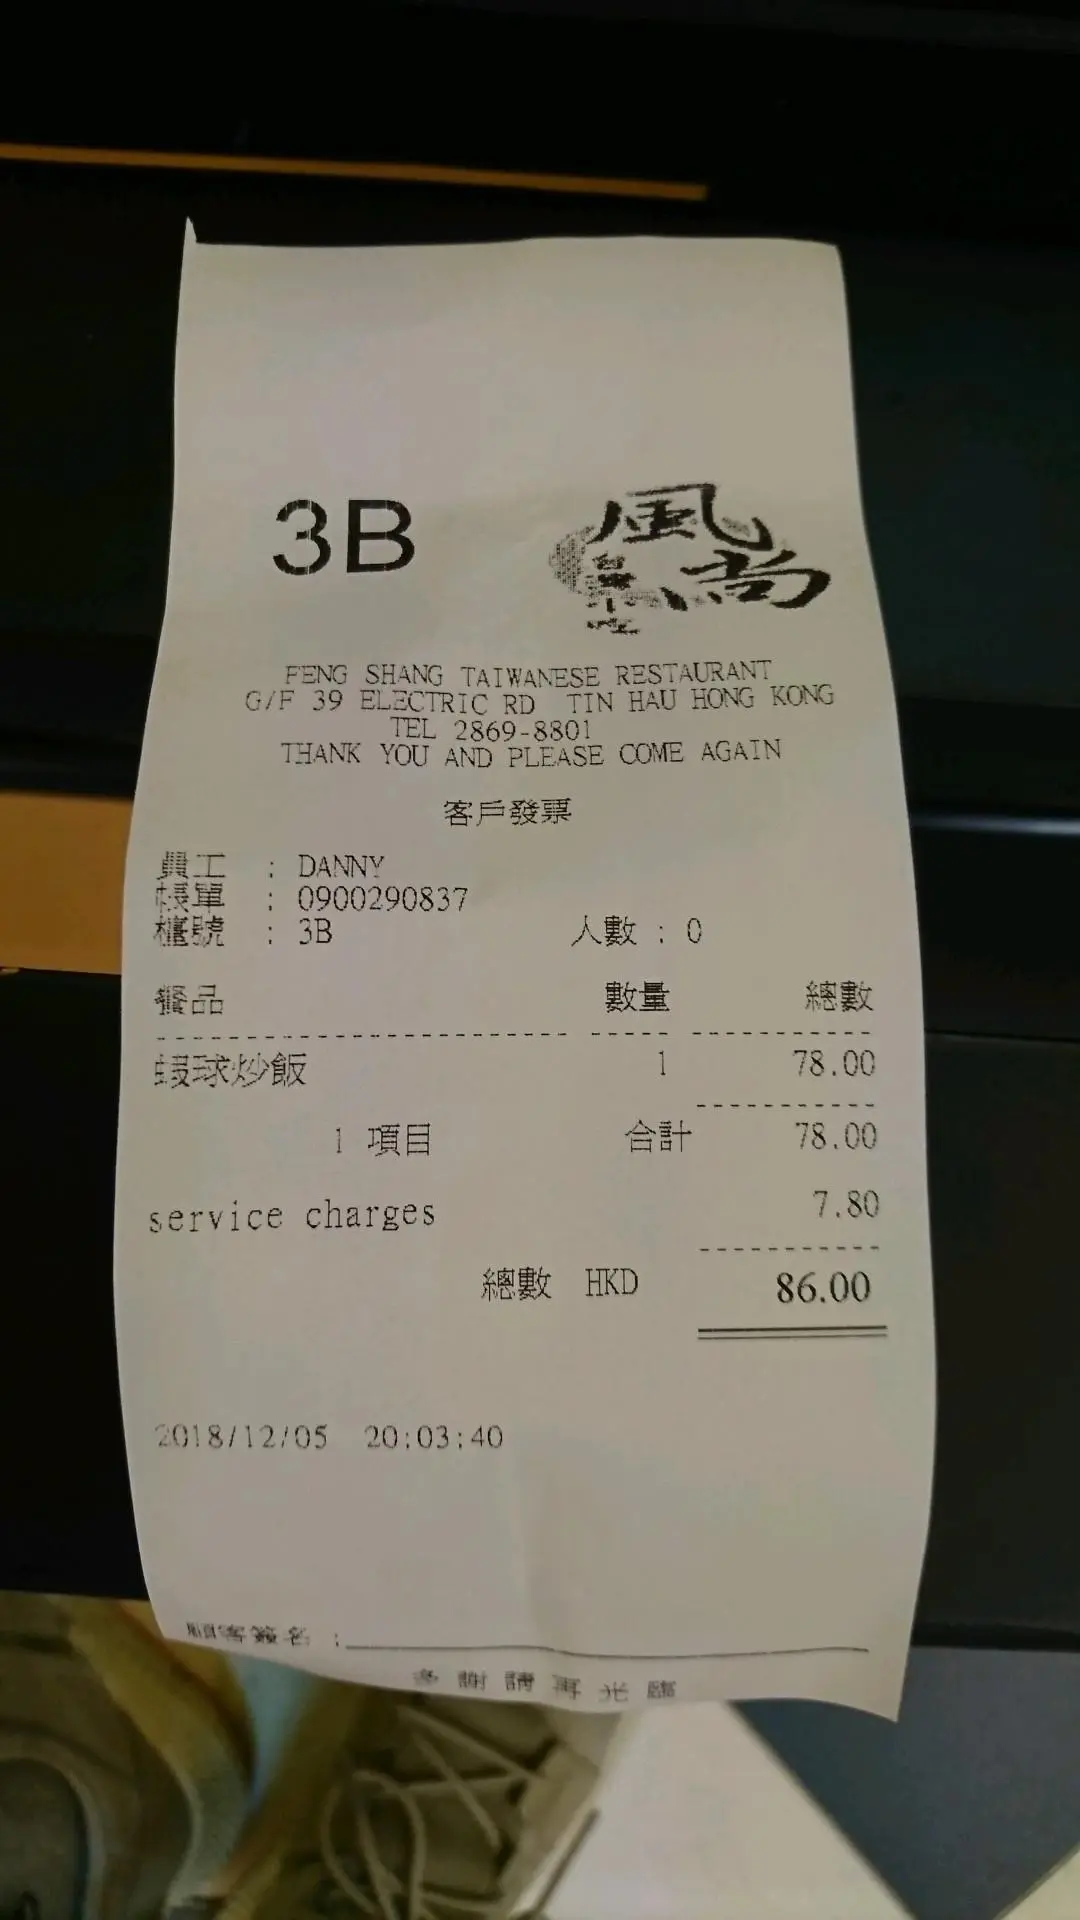 3B
風尚
FENG SHANG TAIWANESE RESTAURANT
G/F 39 ELECTRIC RD TIN HAU HONG KONG
TEL 2869-8801
THANK YOU AND PLEASE COME AGAIN
客戶發票
員工 : DANNY
帳單 : 0900290837
檯號 : 3B 人數 : 0
餐品 數量 總數
蝦球炒飯 1 78.00
1 項目 合計 78.00
service charges 7.80
總數 HKD 86.00
2018/12/05 20:03:40
顧客簽名 :
多謝請再光臨